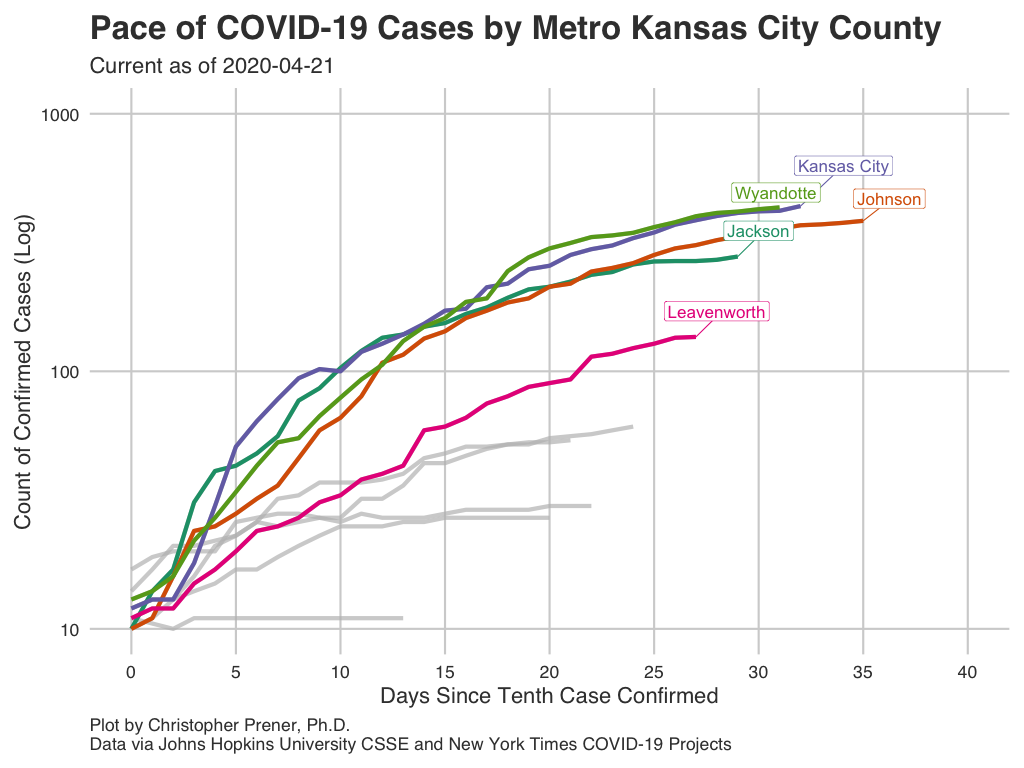 Pace of COVID-19 Cases by Metro Kansas City County
Current as of 2020-04-21
Count of Confirmed Cases (Log)
1000
100
10
Kansas City
Wyandotte
Johnson
Jackson
Leavenworth
0 5 10 15 20 25 30 35 40
Days Since Tenth Case Confirmed
Plot by Christopher Prener, Ph.D.
Data via Johns Hopkins University CSSE and New York Times COVID-19 Projects